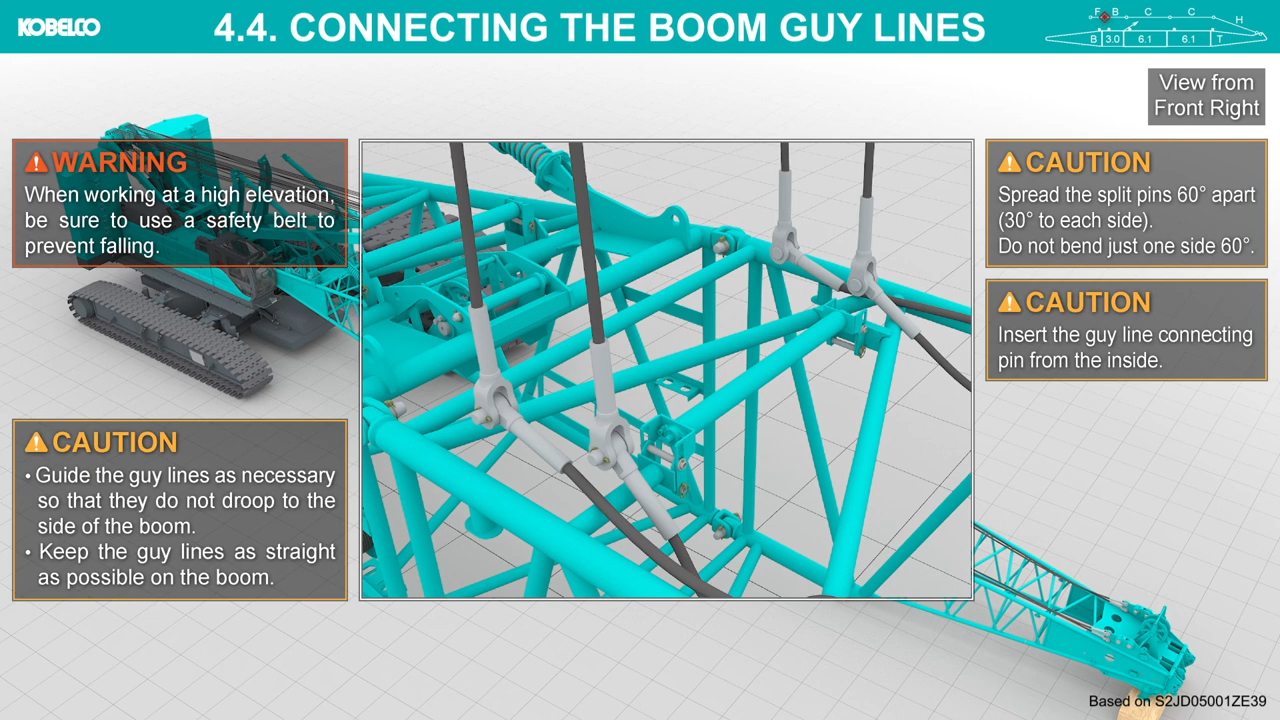 KOBELCO
4.4. CONNECTING THE BOOM GUY LINES
F B C C H
B 3.0 6.1 6.1 T
View from
Front Right
WARNING
When working at a high elevation,
be sure to use a safety belt to
prevent falling.
CAUTION
• Guide the guy lines as necessary
so that they do not droop to the
side of the boom.
• Keep the guy lines as straight
as possible on the boom.
CAUTION
Spread the split pins 60° apart
(30° to each side).
Do not bend just one side 60°.
CAUTION
Insert the guy line connecting
pin from the inside.
Based on S2JD05001ZE39